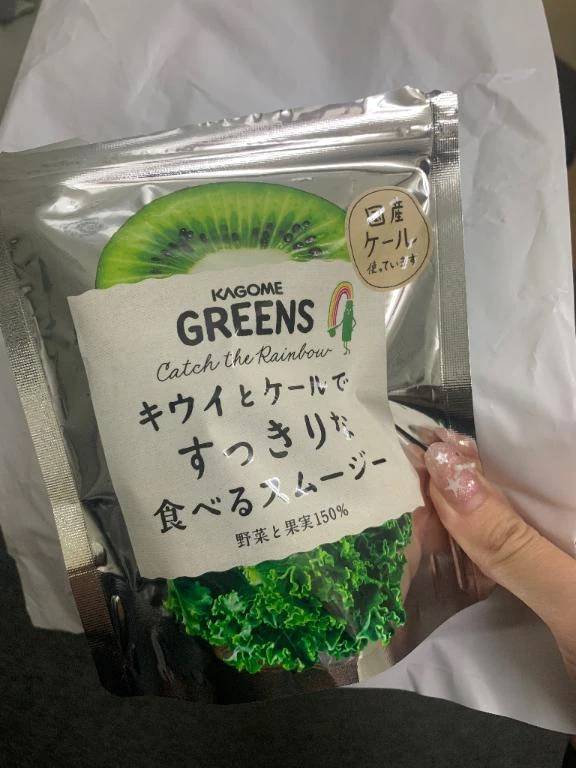 国産
ケール
使っています
KAGOME
GREENS
Catch the Rainbow
キウイとケールで
すっきりな
食べるスムージー
野菜と果実150%